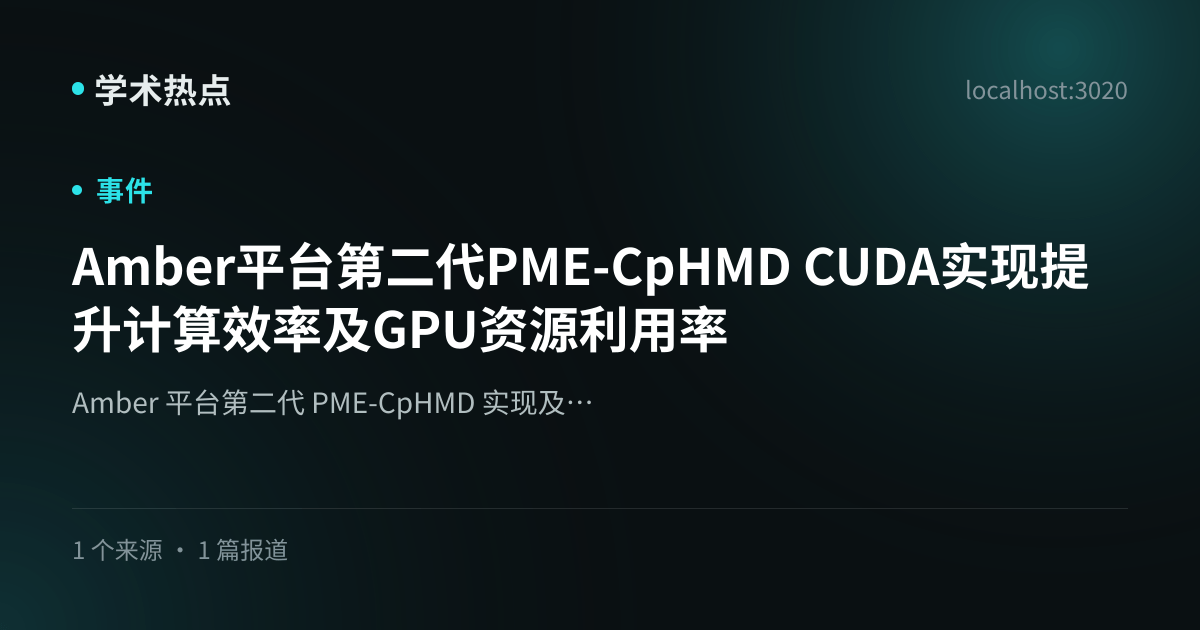 学术热点
localhost:3020
事件
Amber平台第二代PME-CpHMD CUDA实现提
升计算效率及GPU资源利用率
Amber 平台第二代 PME-CpHMD 实现及…
1 个来源 · 1 篇报道